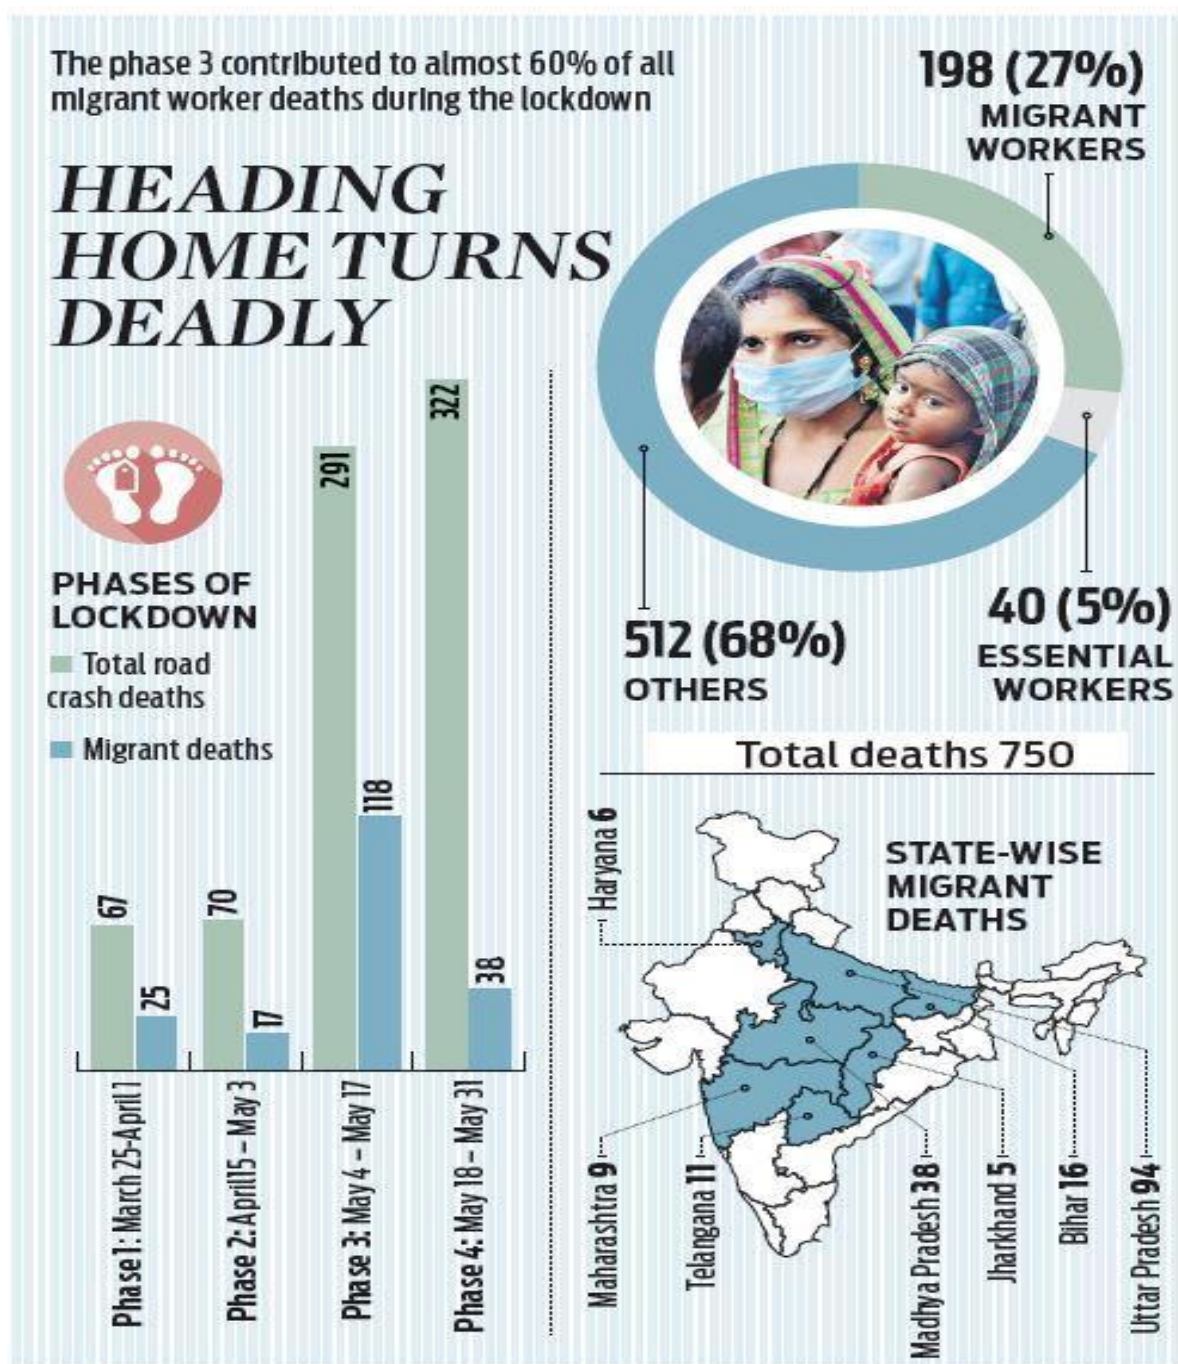 The phase 3 contributed to almost 60% of all
migrant worker deaths during the lockdown
HEADING
HOME TURNS
DEADLY
PHASES OF
LOCKDOWN
Total road
crash deaths
Migrant deaths
67
25
70
17
291
118
322
38
Phase 1: March 25-April 1
Phase 2: April15 - May 3
Phase 3: May 4 - May 17
Phase 4: May 18 - May 31
198 (27%)
MIGRANT
WORKERS
40 (5%)
ESSENTIAL
WORKERS
512 (68%)
OTHERS
Total deaths 750
STATE-WISE
MIGRANT
DEATHS
Haryana 6
Maharashtra 9
Telangana 11
Madhya Pradesh 38
Jharkhand 5
Bihar 16
Uttar Pradesh 94